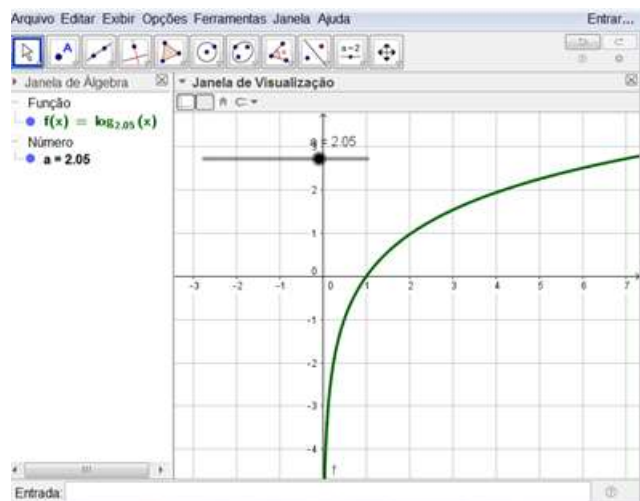 Arquivo Editar Exibir Opções Ferramentas Janela Ajuda Entrar...
A a=2
Janela de Álgebra Janela de Visualização
Função
f(x) = log2.05(x)
Número
a = 2.05
a = 2.05
3
2
1
0
-3 -2 -1 0 1 2 3 4 5 6 7
-1
-2
-3
-4
f
Entrada: